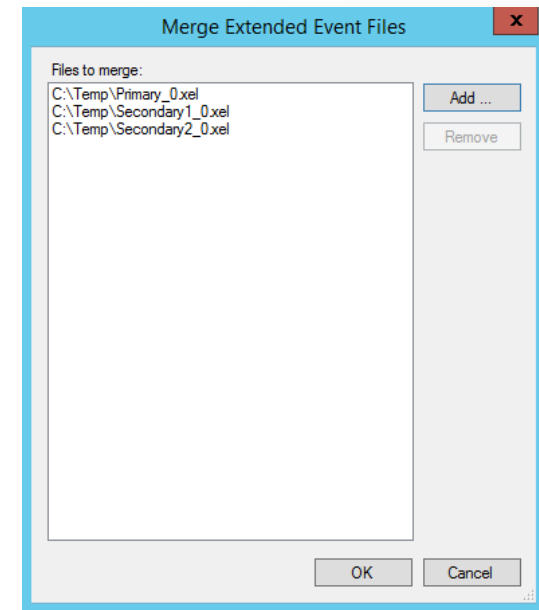 Merge Extended Event Files
x
Files to merge:
C:\Temp\Primary_0.xel
C:\Temp\Secondary1_0.xel
C:\Temp\Secondary2_0.xel
Add ...
Remove
OK
Cancel